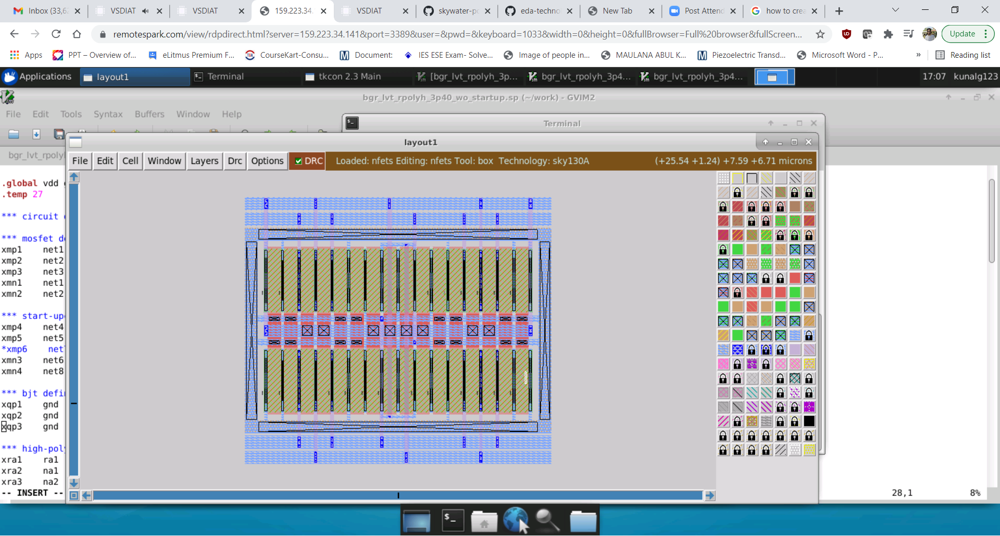 Inbox (33,62
VSDIAT
VSDIAT
159.223.34.
VSDIAT
skywater-p
eda-techno
New Tab
Post Attend
how to crea
remotespark.com/view/rdpdirect.html?server=159.223.34.141&port=3389&user=&pwd=&keyboard=1033&width=0&height=0&fullBrowser=Full%20browser&fullScreen...
Update
Apps
PPT – Overview of...
eLitmus Premium F...
CourseKart-Consu...
Document:
IES ESE Exam- Solve...
Image of people in...
MAULANA ABUL K...
Piezoelectric Transd...
Microsoft Word - P...
»
Reading list
Applications
layout1
Terminal
tkcon 2.3 Main
[bgr_lvt_rpolyh_3p...
bgr_lvt_rpolyh_3p4...
bgr_lvt_rpolyh_3p4...
17:07
kunalg123
bgr_lvt_rpolyh_3p40_wo_startup.sp (~/work) - GVIM2
File Edit Tools Syntax Buffers Window Help
Terminal
bgr_lvt_rpolyl
layout1
File Edit Cell Window Layers Drc Options DRC
Loaded: nfets Editing: nfets Tool: box Technology: sky130A
(+25.54 +1.24) +7.59 +6.71 microns
.global vdd g
.temp 27
*** circuit
*** mosfet de
xmp1 net1
xmp2 net2
xmp3 net3
xmn1 net1
xmn2 net2
*** start-up
xmp4 net4
xmp5 net5
*xmp6 net
xmn3 net6
xmn4 net8
*** bjt defin
xqp1 gnd
xqp2 gnd
xqp3 gnd
*** high-poly
xra1 ra1
xra2 na1
xra3 na2
-- INSERT --
28,1
8%